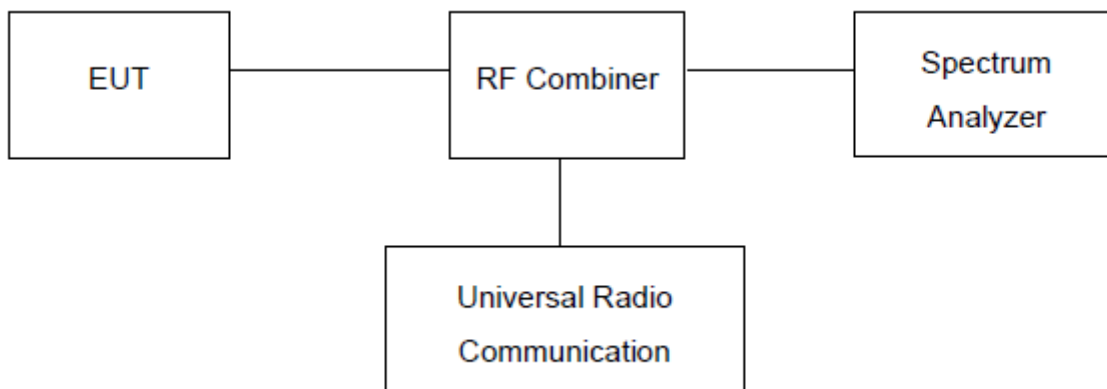 EUT
RF Combiner
Spectrum
Analyzer
Universal Radio
Communication